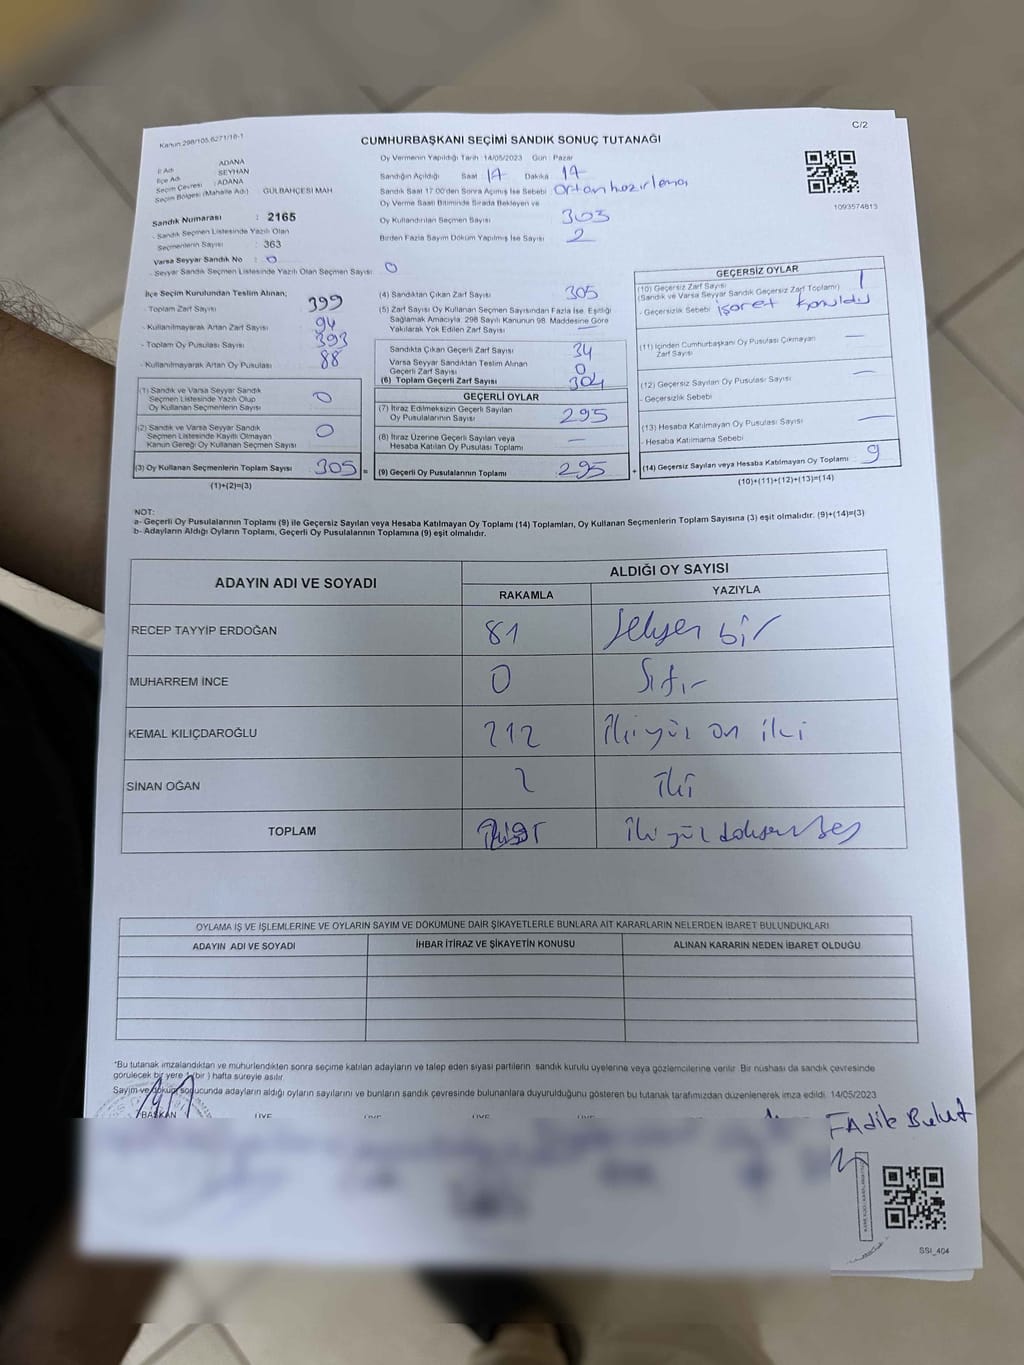 Kanun.298/105,6271/16-1
C/2
CUMHURBAŞKANI SEÇİMİ SANDIK SONUÇ TUTANAĞI
İl Adı : ADANA
İlçe Adı : SEYHAN
Seçim Çevresi : ADANA
Seçim Bölgesi (Mahalle Adı) GÜLBAHÇESİ MAH.
Sandık Numarası : 2165
- Sandık Seçmen Listesinde Yazılı Olan
Seçmenlerin Sayısı : 363
Varsa Seyyar Sandık No : 0
- Seyyar Sandık Seçmen Listesinde Yazılı Olan Seçmen Sayısı: 0
Oy Vermenin Yapıldığı Tarih :14/05/2023 Gün : Pazar
Sandığın Açıldığı Saat 17 Dakika 17
Sandık Saat 17:00'den Sonra Açımış İse Sebebi Ortam hazırlama
Oy Verme Saati Bitiminde Sırada Bekleyen ve
Oy Kullandırılan Seçmen Sayısı 303
Birden Fazla Sayım Döküm Yapılmış İse Sayısı 2
1093574813
İlçe Seçim Kurulundan Teslim Alınan;
- Toplam Zarf Sayısı 399
- Kullanılmayarak Artan Zarf Sayısı 94
- Toplam Oy Pusulası Sayısı 393
- Kullanılmayarak Artan Oy Pusulası 88
(1) Sandık ve Varsa Seyyar Sandık
Seçmen Listesinde Yazılı Olup
Oy Kullanan Seçmenlerin Sayısı 0
(2) Sandık ve Varsa Seyyar Sandık
Seçmen Listesinde Kayıtlı Olmayan
Kanun Gereği Oy Kullanan Seçmen Sayısı 0
(3) Oy Kullanan Seçmenlerin Toplam Sayısı 305 =
(1)+(2)=(3)
(4) Sandıktan Çıkan Zarf Sayısı 305
(5) Zarf Sayısı Oy Kullanan Seçmen Sayısından Fazla İse, Eşitliği
Sağlamak Amacıyla, 298 Sayılı Kanunun 98. Maddesine Göre
Yakılarak Yok Edilen Zarf Sayısı —
Sandıkta Çıkan Geçerli Zarf Sayısı 34
Varsa Seyyar Sandıktan Teslim Alınan
Geçerli Zarf Sayısı 0
(6) Toplam Geçerli Zarf Sayısı 304
GEÇERLİ OYLAR
(7) İtiraz Edilmeksizin Geçerli Sayılan
Oy Pusulalarının Sayısı 295
(8) İtiraz Üzerine Geçerli Sayılan veya
Hesaba Katılan Oy Pusulası Toplamı —
(9) Geçerli Oy Pusulalarının Toplamı 295 +
GEÇERSİZ OYLAR
(10) Geçersiz Zarf Sayısı 1
(Sandık ve Varsa Seyyar Sandık Geçersiz Zarf Toplamı)
- Geçersizlik Sebebi işaret konuldu
(11) İçinden Cumhurbaşkanı Oy Pusulası Çıkmayan
Zarf Sayısı —
(12) Geçersiz Sayılan Oy Pusulası Sayısı —
- Geçersizlik Sebebi
(13) Hesaba Katılmayan Oy Pusulası Sayısı —
- Hesaba Katılmama Sebebi
(14) Geçersiz Sayılan veya Hesaba Katılmayan Oy Toplamı 9
(10)+(11)+(12)+(13)=(14)
NOT:
a- Geçerli Oy Pusulalarının Toplamı (9) ile Geçersiz Sayılan veya Hesaba Katılmayan Oy Toplamı (14) Toplamları, Oy Kullanan Seçmenlerin Toplam Sayısına (3) eşit olmalıdır. (9)+(14)=(3)
b- Adayların Aldığı Oyların Toplamı, Geçerli Oy Pusulalarının Toplamına (9) eşit olmalıdır.
ADAYIN ADI VE SOYADI
ALDIĞI OY SAYISI
RAKAMLA YAZIYLA
RECEP TAYYİP ERDOĞAN 81 seksen bir
MUHARREM İNCE 0 Sıfır
KEMAL KILIÇDAROĞLU 212 İki yüz on iki
SİNAN OĞAN 2 İki
TOPLAM İki yüz doksan beş
OYLAMA İŞ VE İŞLEMLERİNE VE OYLARIN SAYIM VE DÖKÜMÜNE DAİR ŞİKAYETLERLE BUNLARA AİT KARARLARIN NELERDEN İBARET BULUNDUKLARI
ADAYIN ADI VE SOYADI İHBAR İTİRAZ VE ŞİKAYETİN KONUSU ALINAN KARARIN NEDEN İBARET OLDUĞU
*Bu tutanak imzalandıktan ve mühürlendikten sonra seçime katılan adayların ve talep eden siyasi partilerin sandık kurulu üyelerine veya gözlemcilerine verilir. Bir nüshası da sandık çevresinde
görülecek bir yere 1 (bir ) hafta süreyle asılır.
Sayım ve döküm sonucunda adayların aldığı oyların sayılarını ve bunların sandık çevresinde bulunanlara duyurulduğunu gösteren bu tutanak tarafımızdan düzenlenerek imza edildi. 14/05/2023
BAŞKAN ÜYE ÜYE ÜYE ÜYE
FAdik Bulut
SSI_404